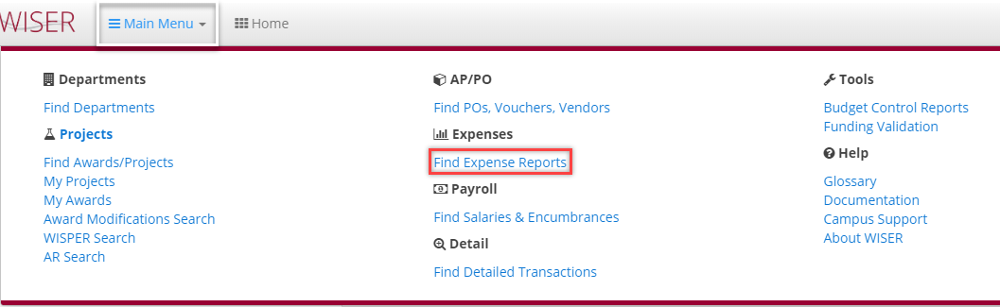 WISER Main Menu Home
Departments
Find Departments
Projects
Find Awards/Projects
My Projects
My Awards
Award Modifications Search
WISPER Search
AR Search
AP/PO
Find POs, Vouchers, Vendors
Expenses
Find Expense Reports
Payroll
Find Salaries & Encumbrances
Detail
Find Detailed Transactions
Tools
Budget Control Reports
Funding Validation
Help
Glossary
Documentation
Campus Support
About WISER